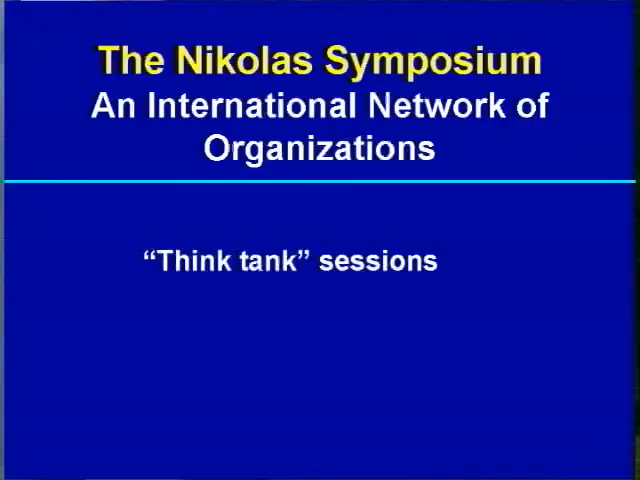 The Nikolas Symposium
An International Network of
Organizations
“Think tank” sessions